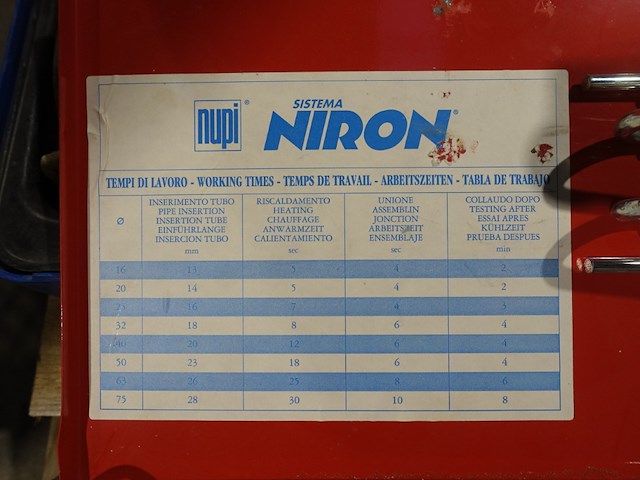 nupi ®
SISTEMA
NIRON ®
TEMPI DI LAVORO - WORKING TIMES - TEMPS DE TRAVAIL - ARBEITSZEITEN - TABLA DE TRABAJO
Ø
INSERIMENTO TUBO
PIPE INSERTION
INSERTION TUBE
EINFÜHRLANGE
INSERCION TUBO
mm
RISCALDAMENTO
HEATING
CHAUFFAGE
ANWARMZEIT
CALIENTAMIENTO
sec
UNIONE
ASSEMBLIN
JONCTION
ARBEITSZEIT
ENSEMBLAJE
sec
COLLAUDO DOPO
TESTING AFTER
ESSAI APRES
KÜHLZEIT
PRUEBA DESPUES
min
16 13 5 4 2
20 14 5 4 2
25 16 7 4 3
32 18 8 6 4
40 20 12 6 4
50 23 18 6 4
63 26 25 8 6
75 28 30 10 8